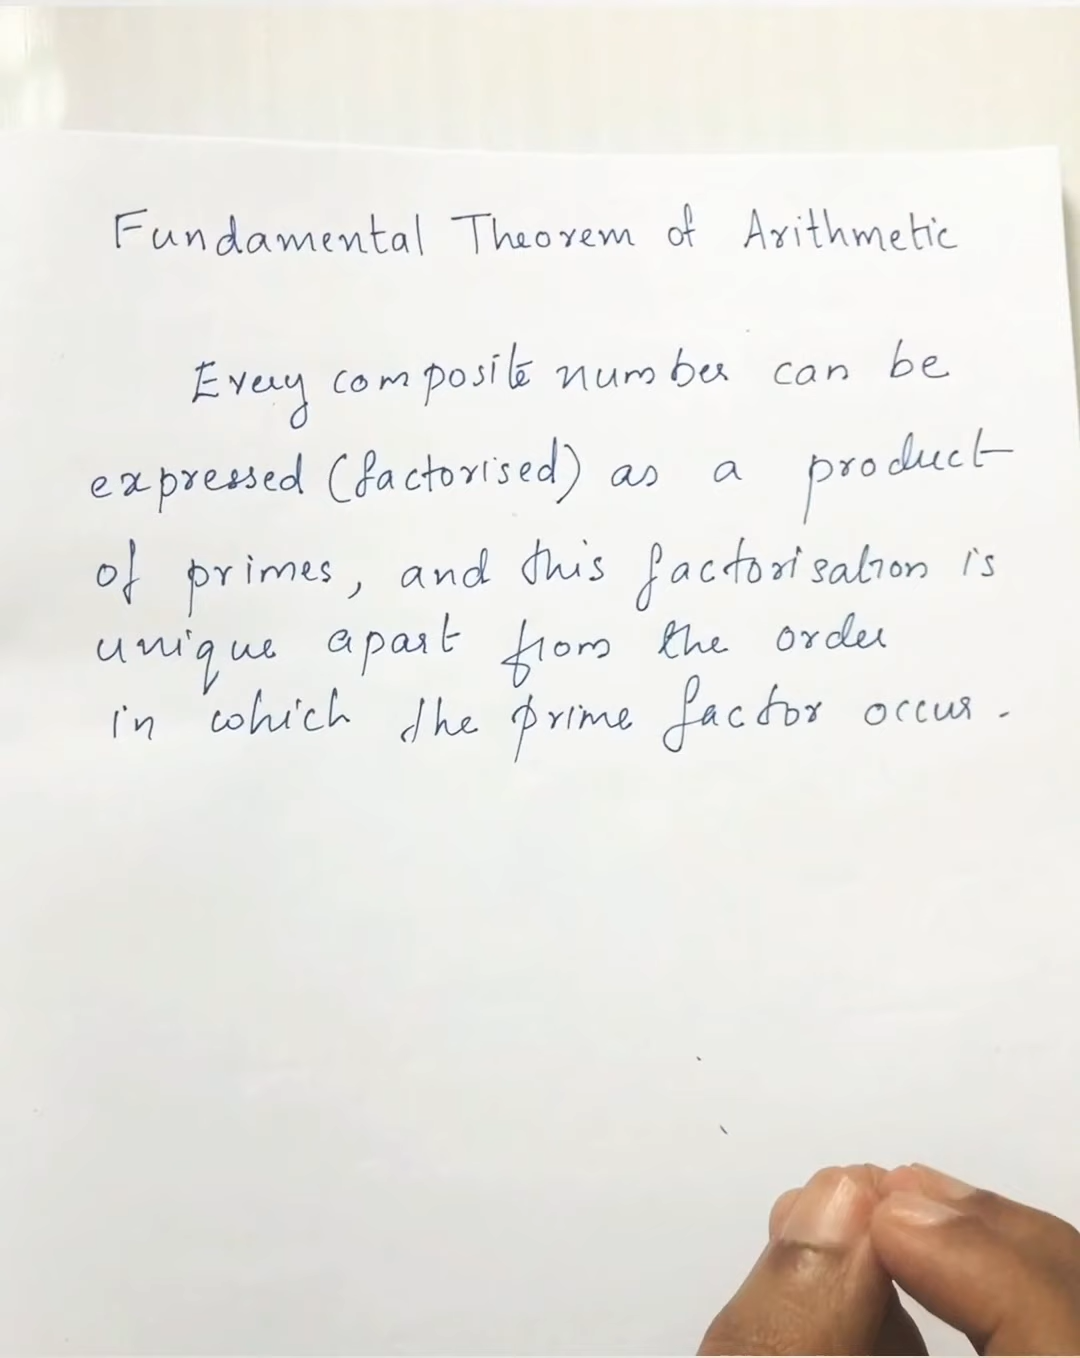 Fundamental Theorem of Arithmetic
Every composite number can be
expressed (factorised) as a product
of primes, and this factorisation is
unique apart from the order
in which the prime factor occur.